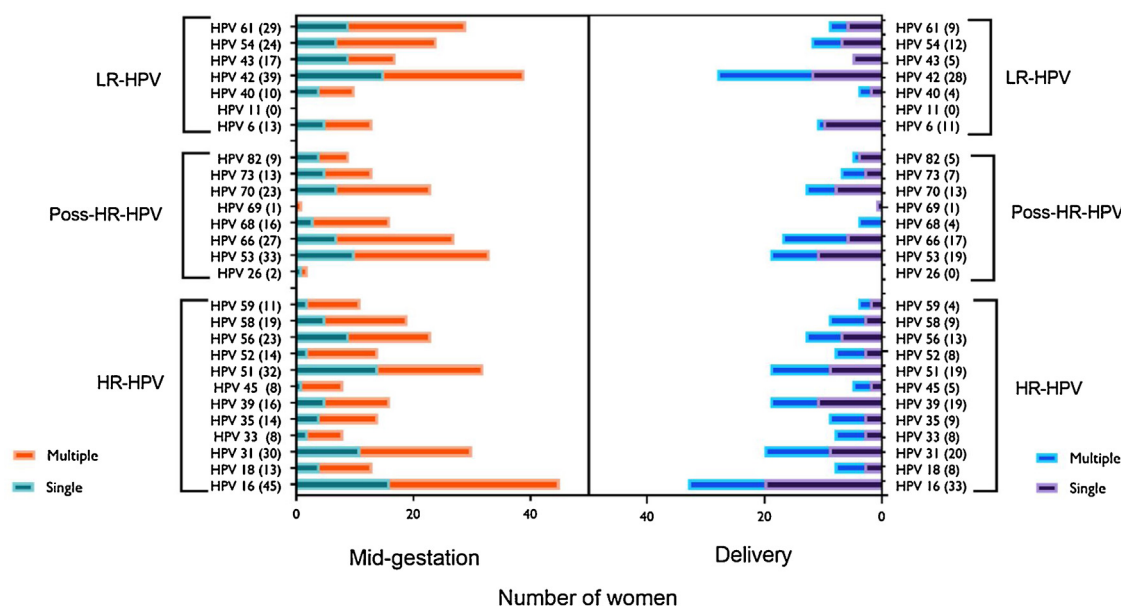 LR-HPV
HPV 61 (29)
HPV 54 (24)
HPV 43 (17)
HPV 42 (39)
HPV 40 (10)
HPV 11 (0)
HPV 6 (13)
Poss-HR-HPV
HPV 82 (9)
HPV 73 (13)
HPV 70 (23)
HPV 69 (1)
HPV 68 (16)
HPV 66 (27)
HPV 53 (33)
HPV 26 (2)
HR-HPV
HPV 59 (11)
HPV 58 (19)
HPV 56 (23)
HPV 52 (14)
HPV 51 (32)
HPV 45 (8)
HPV 39 (16)
HPV 35 (14)
HPV 33 (8)
HPV 31 (30)
HPV 18 (13)
HPV 16 (45)
Multiple
Single
0 20 40
Mid-gestation
HPV 61 (9)
HPV 54 (12)
HPV 43 (5)
HPV 42 (28)
HPV 40 (4)
HPV 11 (0)
HPV 6 (11)
LR-HPV
HPV 82 (5)
HPV 73 (7)
HPV 70 (13)
HPV 69 (1)
HPV 68 (4)
HPV 66 (17)
HPV 53 (19)
HPV 26 (0)
Poss-HR-HPV
HPV 59 (4)
HPV 58 (9)
HPV 56 (13)
HPV 52 (8)
HPV 51 (19)
HPV 45 (5)
HPV 39 (19)
HPV 35 (9)
HPV 33 (8)
HPV 31 (20)
HPV 18 (8)
HPV 16 (33)
HR-HPV
Multiple
Single
40 20 0
Delivery
Number of women